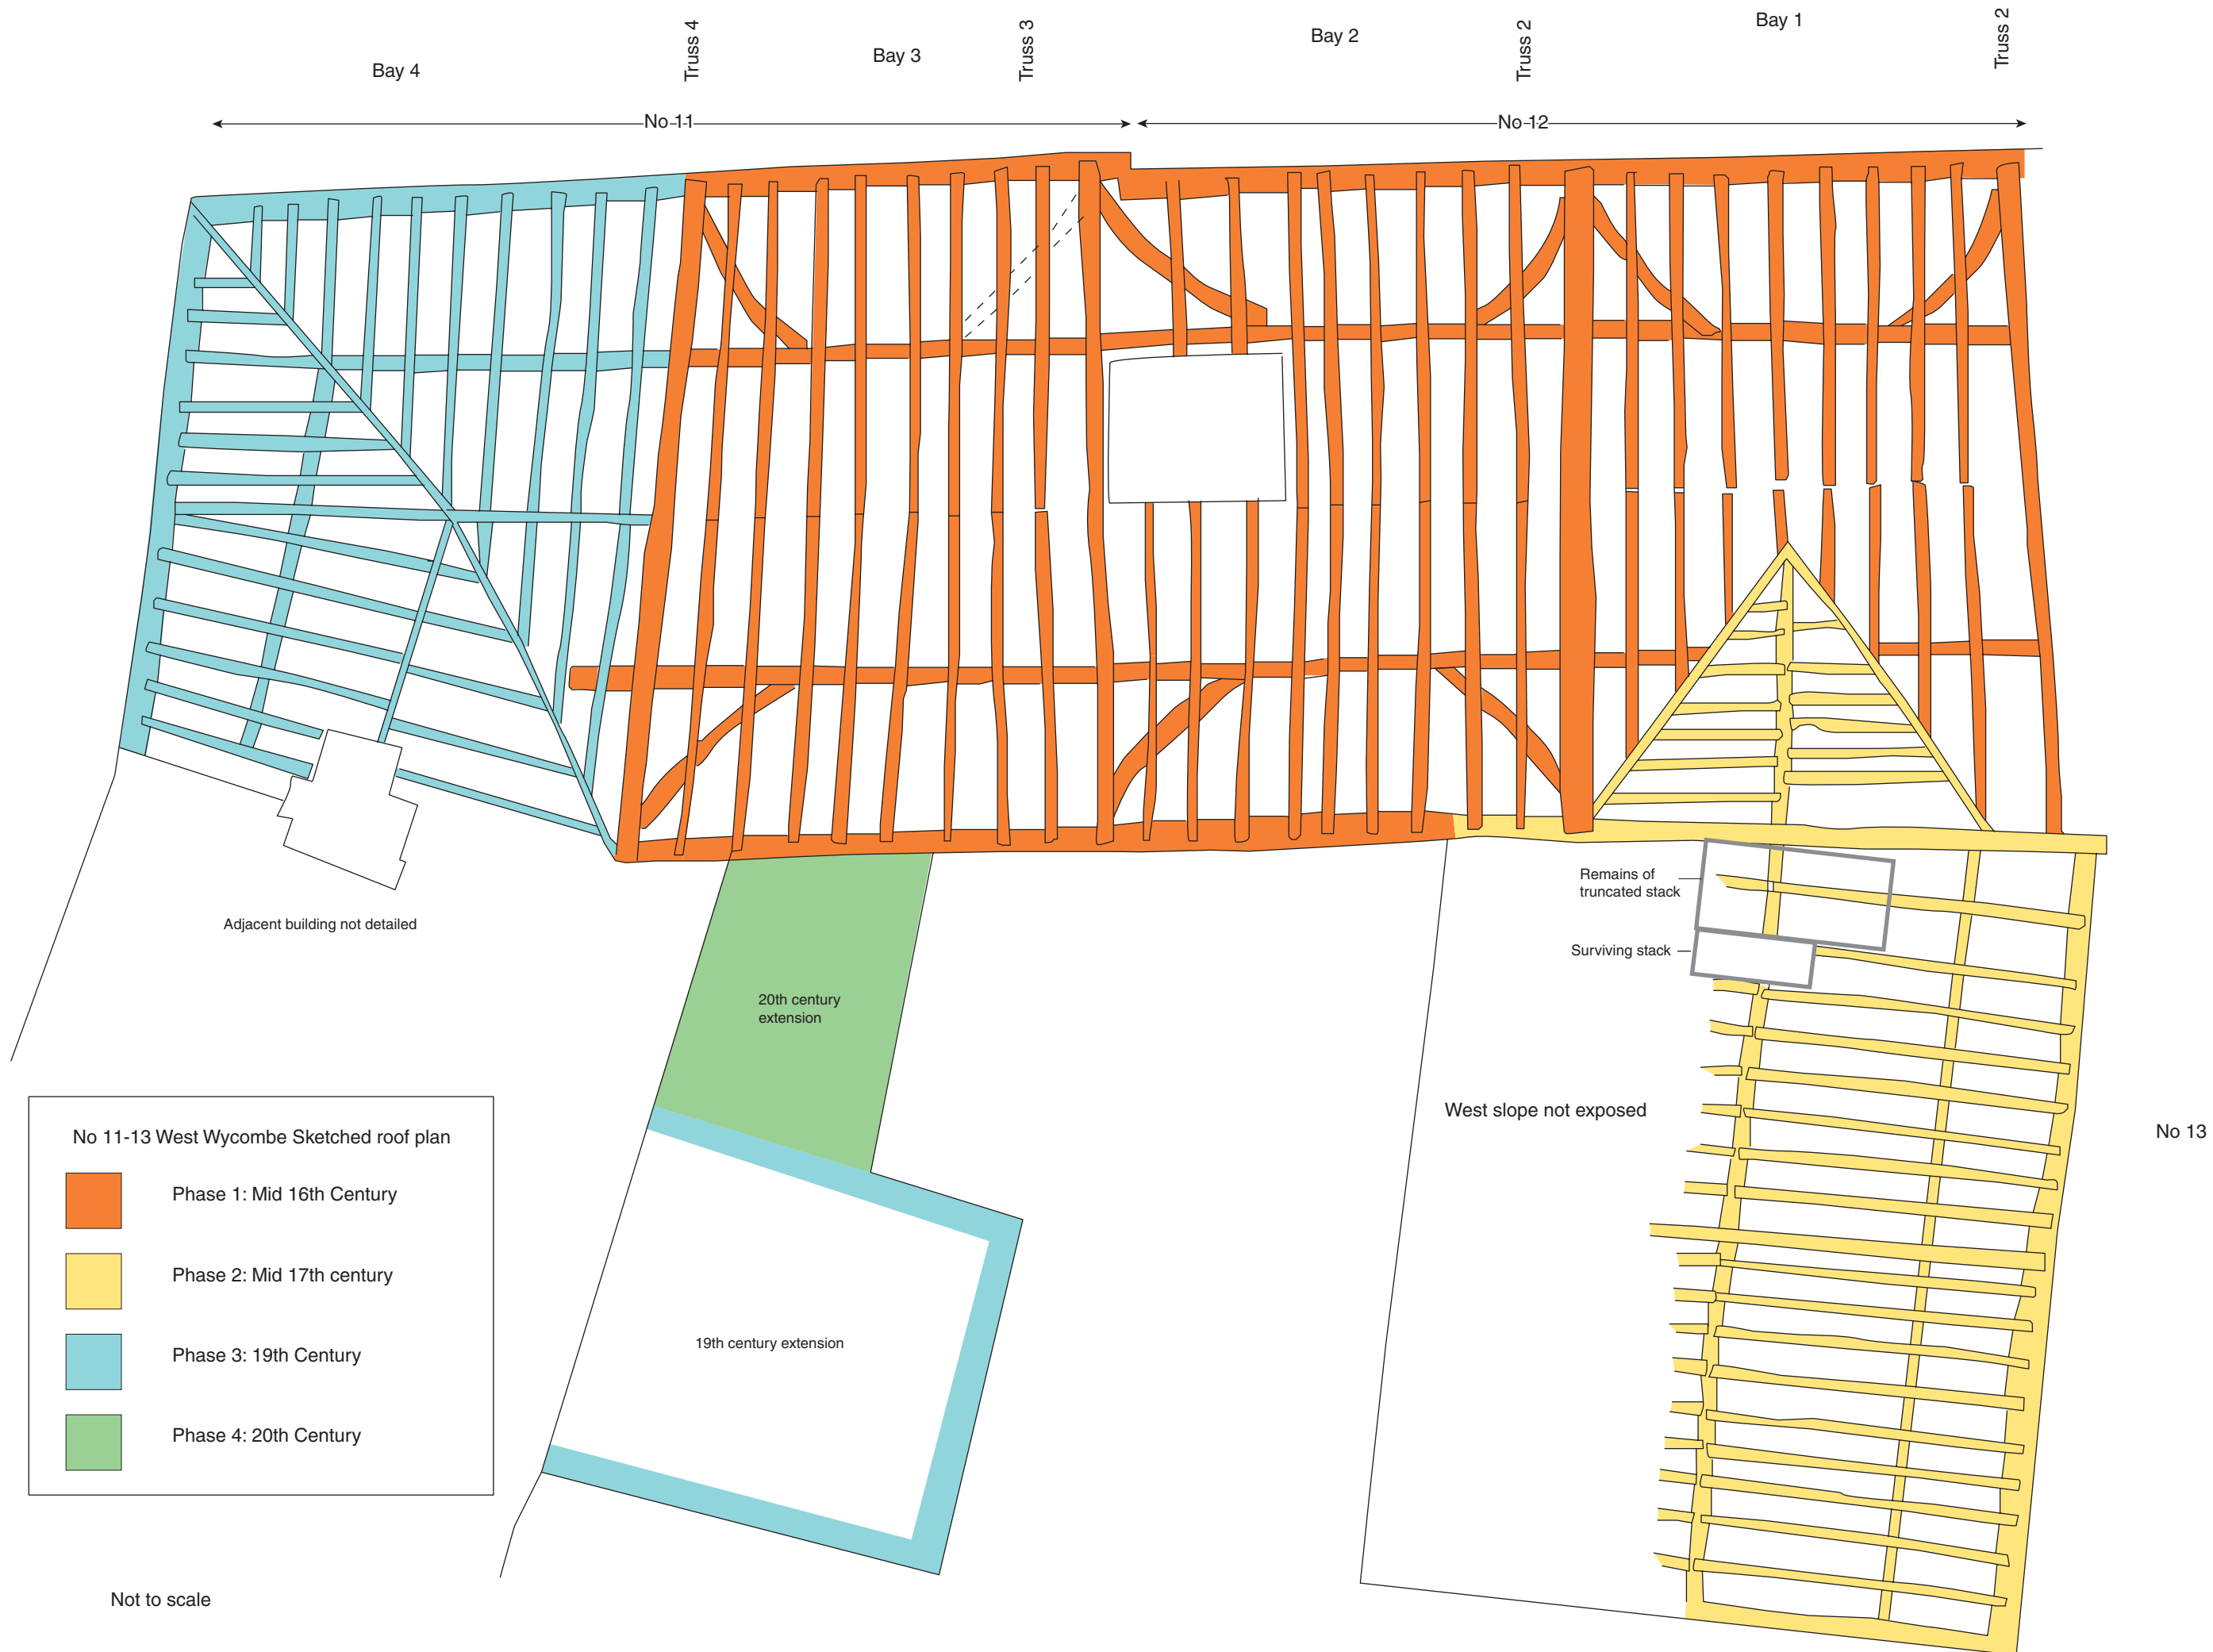 Bay 4
Truss 4
Bay 3
Truss 3
Bay 2
Truss 2
Bay 1
Truss 2
No 11
No 12
Remains of
truncated stack
Surviving stack
Adjacent building not detailed
20th century
extension
West slope not exposed
No 13
19th century extension
No 11-13 West Wycombe Sketched roof plan
Phase 1: Mid 16th Century
Phase 2: Mid 17th century
Phase 3: 19th Century
Phase 4: 20th Century
Not to scale